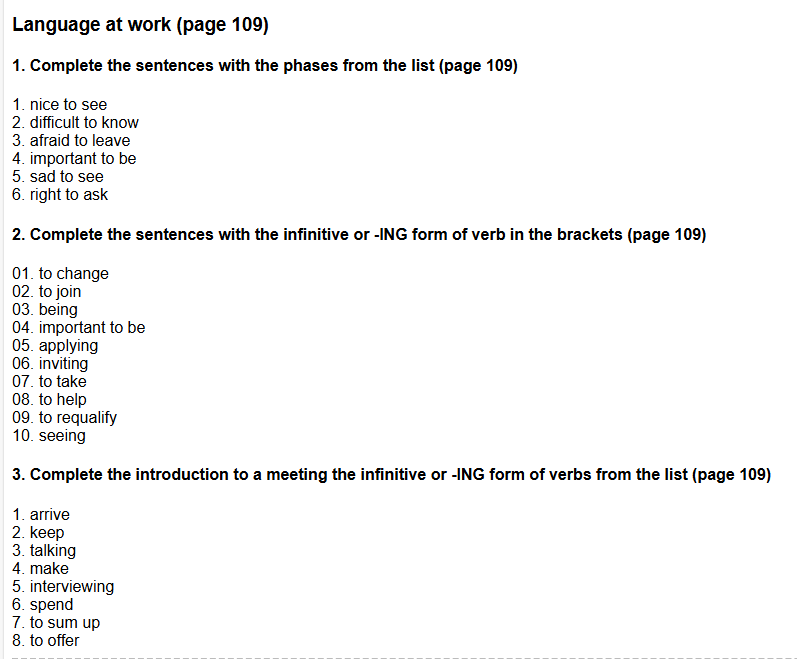 Language at work (page 109)
1. Complete the sentences with the phases from the list (page 109)
1. nice to see
2. difficult to know
3. afraid to leave
4. important to be
5. sad to see
6. right to ask
2. Complete the sentences with the infinitive or -ING form of verb in the brackets (page 109)
01. to change
02. to join
03. being
04. important to be
05. applying
06. inviting
07. to take
08. to help
09. to requalify
10. seeing
3. Complete the introduction to a meeting the infinitive or -ING form of verbs from the list (page 109)
1. arrive
2. keep
3. talking
4. make
5. interviewing
6. spend
7. to sum up
8. to offer